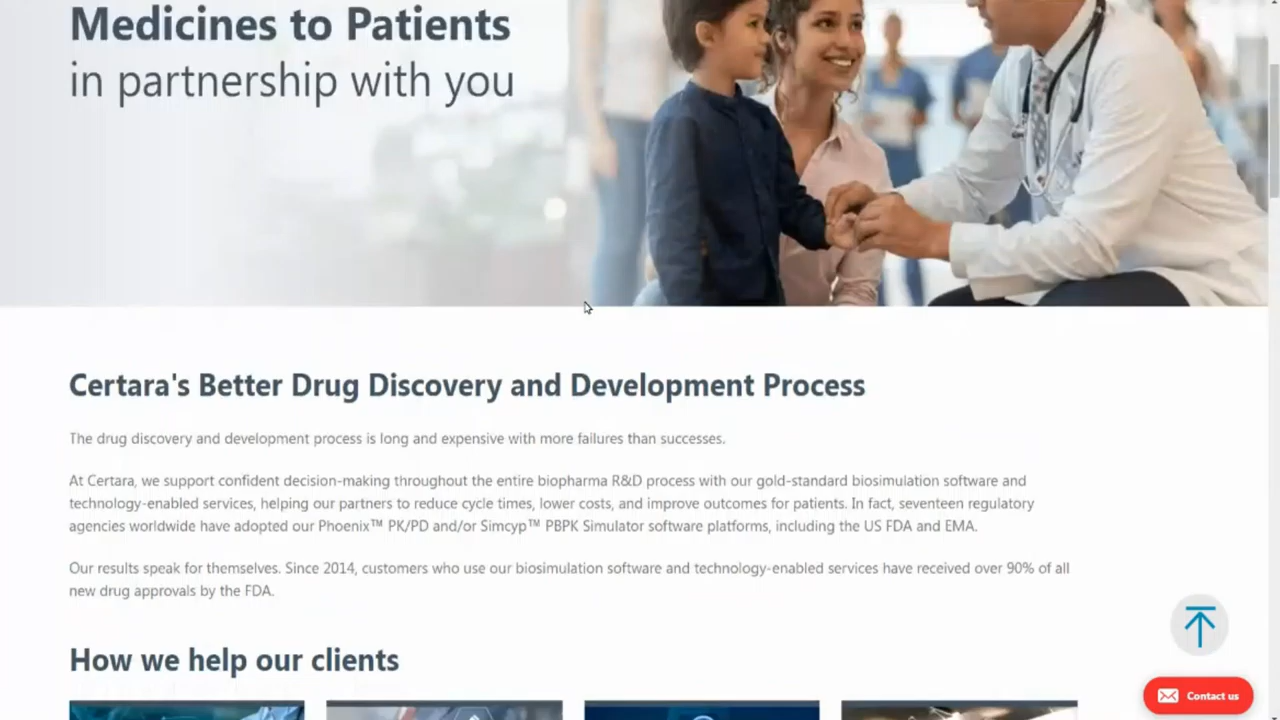 Medicines to Patients
in partnership with you
Certara's Better Drug Discovery and Development Process
The drug discovery and development process is long and expensive with more failures than successes.
At Certara, we support confident decision-making throughout the entire biopharma R&D process with our gold-standard biosimulation software and
technology-enabled services, helping our partners to reduce cycle times, lower costs, and improve outcomes for patients. In fact, seventeen regulatory
agencies worldwide have adopted our Phoenix™ PK/PD and/or Simcyp™ PBPK Simulator software platforms, including the US FDA and EMA.
Our results speak for themselves. Since 2014, customers who use our biosimulation software and technology-enabled services have received over 90% of all
new drug approvals by the FDA.
How we help our clients
Contact us